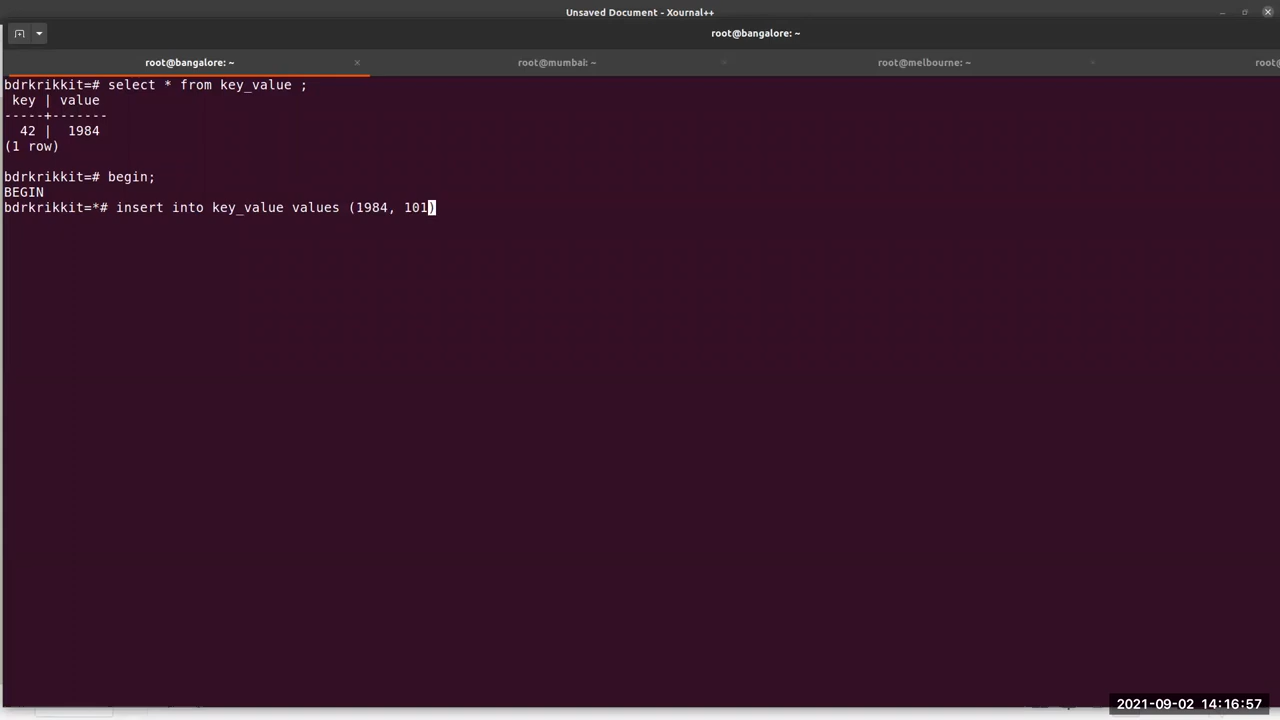 Unsaved Document - Xournal++
root@bangalore: ~
root@bangalore: ~
root@mumbai: ~
root@melbourne: ~
root@
bdrkrikkit=# select * from key_value ;
 key | value
-----+-------
  42 |  1984
(1 row)
bdrkrikkit=# begin;
BEGIN
bdrkrikkit=*# insert into key_value values (1984, 101)
2021-09-02 14:16:57